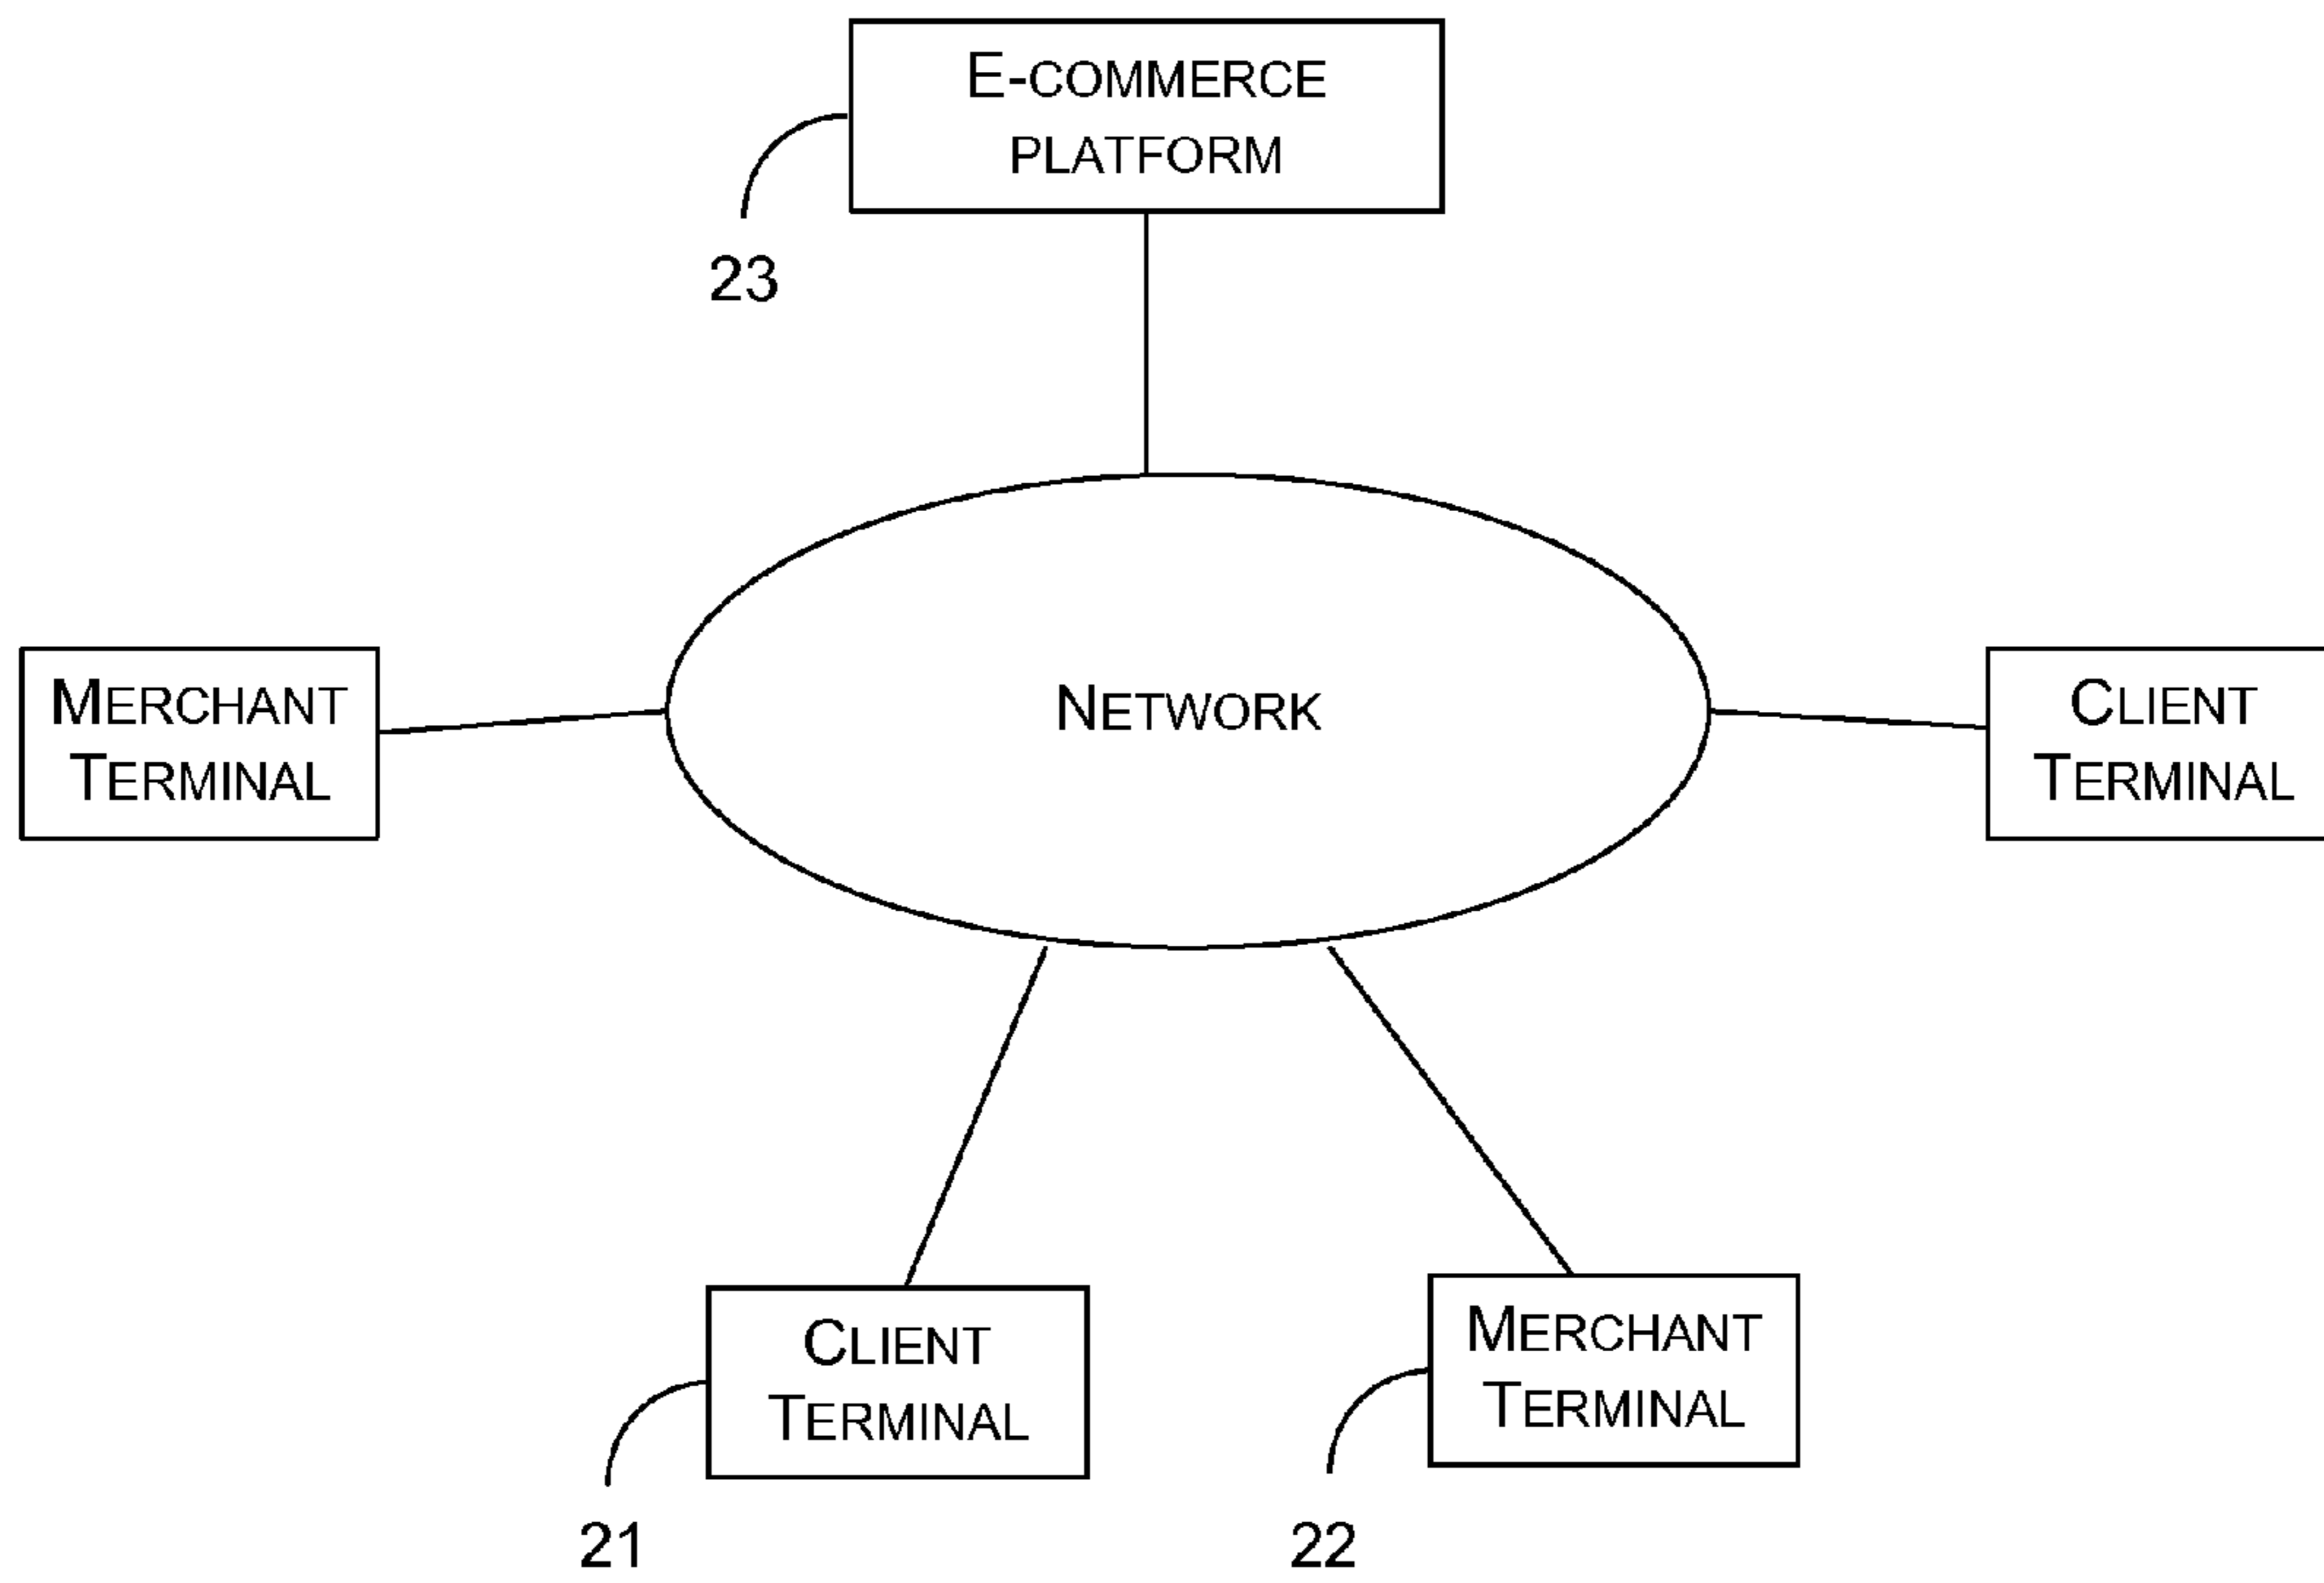 E-COMMERCE
PLATFORM
23
MERCHANT
TERMINAL
NETWORK
CLIENT
TERMINAL
CLIENT
TERMINAL
21
MERCHANT
TERMINAL
22